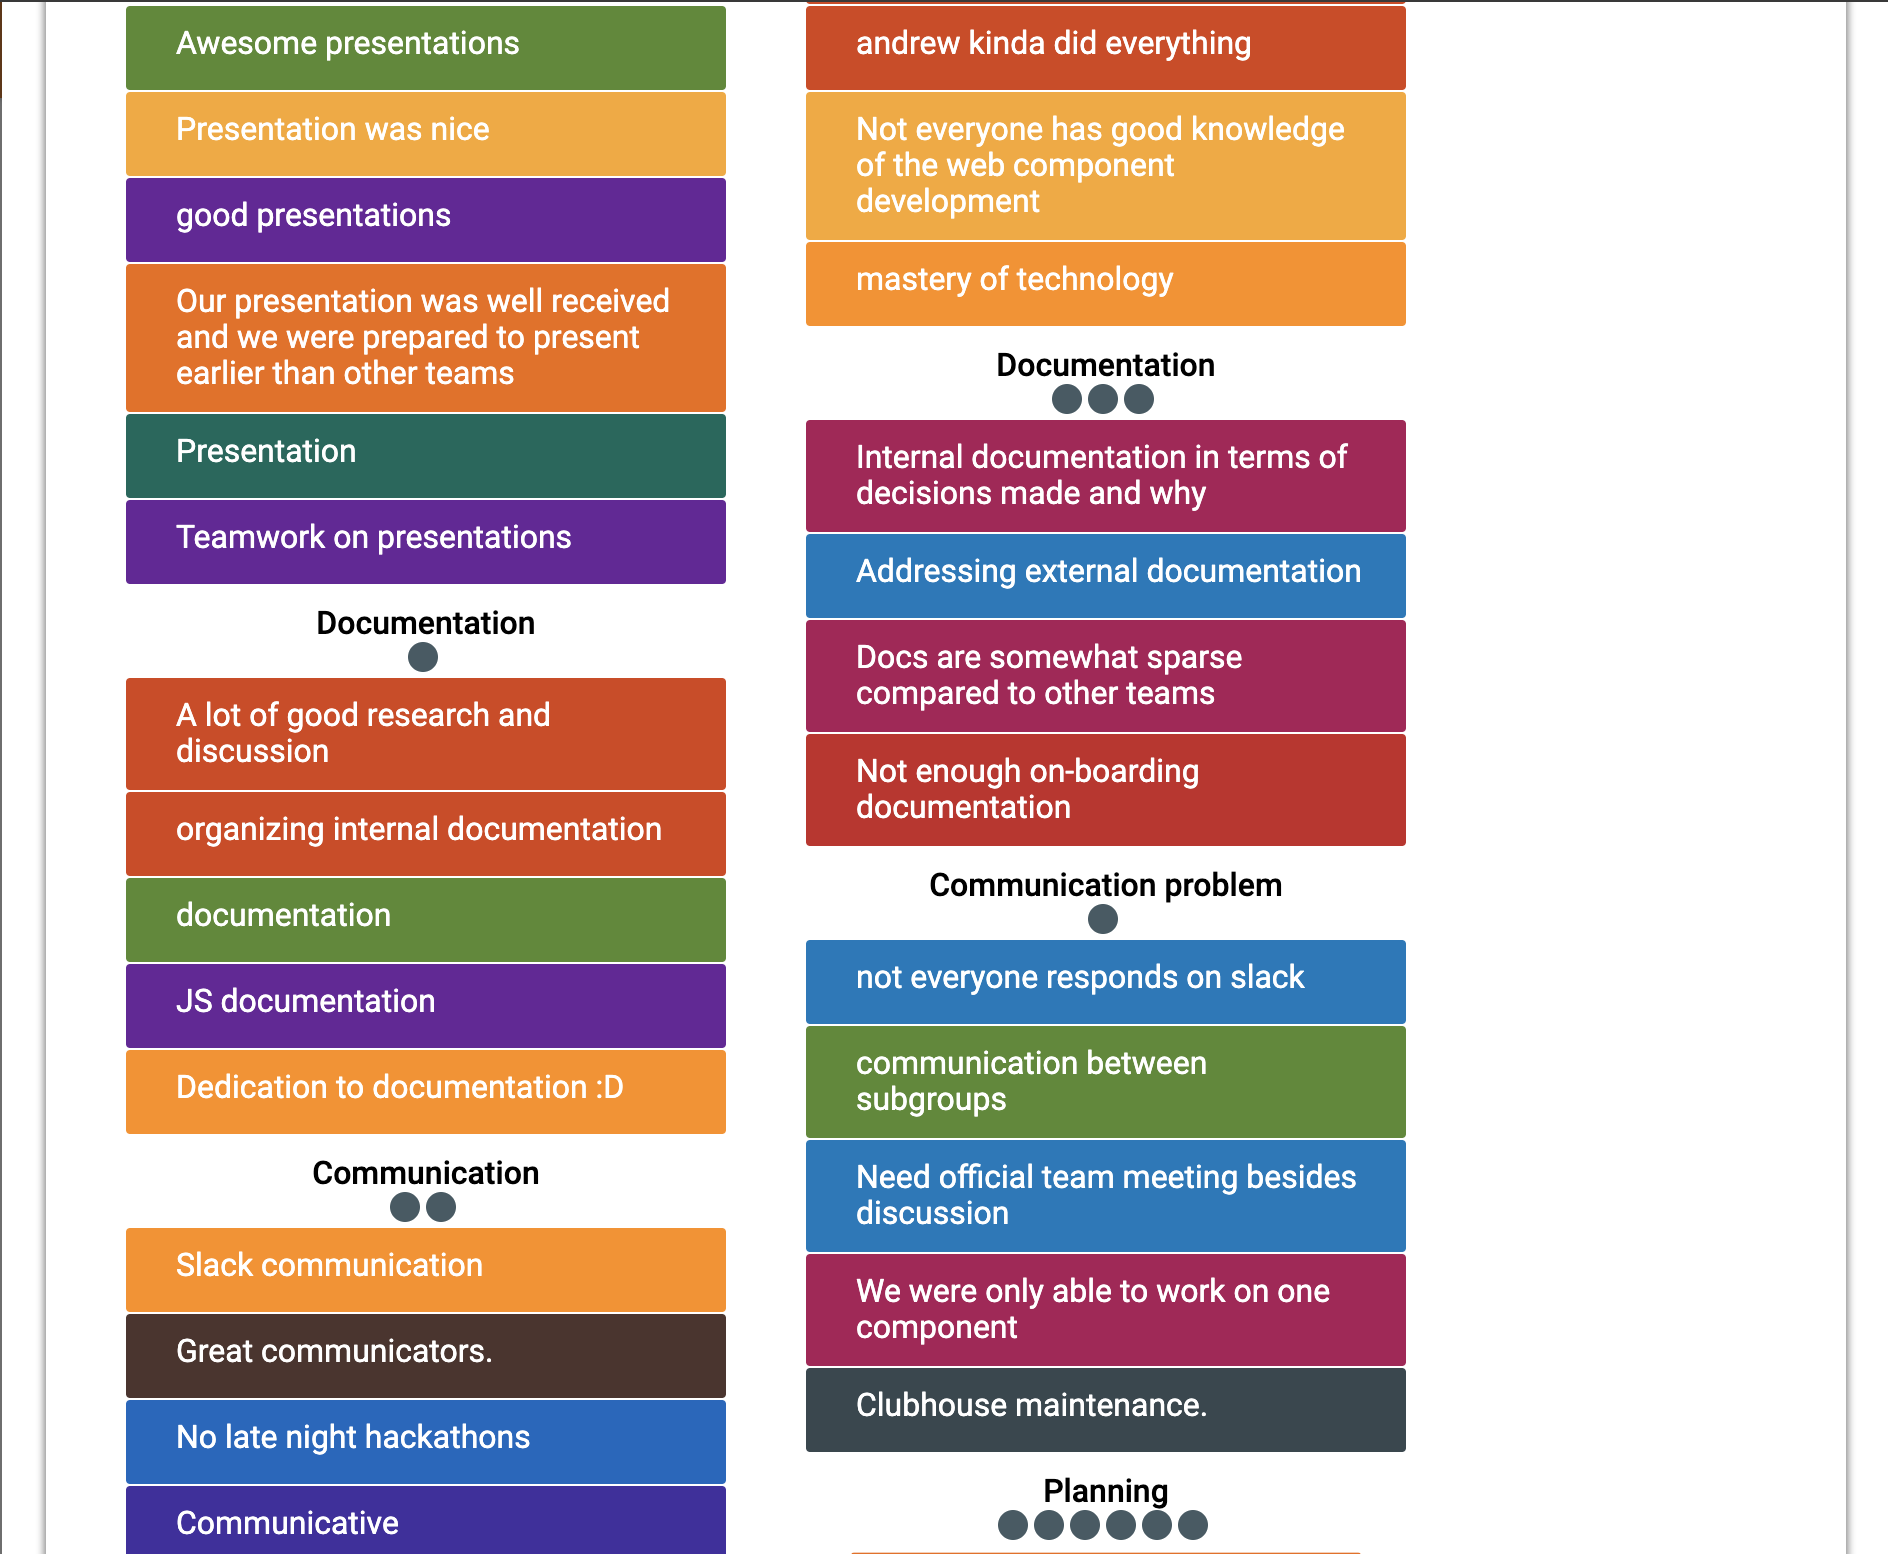 Awesome presentations
Presentation was nice
good presentations
Our presentation was well received
and we were prepared to present
earlier than other teams
Presentation
Teamwork on presentations
Documentation
A lot of good research and
discussion
organizing internal documentation
documentation
JS documentation
Dedication to documentation :D
Communication
Slack communication
Great communicators.
No late night hackathons
Communicative
andrew kinda did everything
Not everyone has good knowledge
of the web component
development
mastery of technology
Documentation
Internal documentation in terms of
decisions made and why
Addressing external documentation
Docs are somewhat sparse
compared to other teams
Not enough on-boarding
documentation
Communication problem
not everyone responds on slack
communication between
subgroups
Need official team meeting besides
discussion
We were only able to work on one
component
Clubhouse maintenance.
Planning